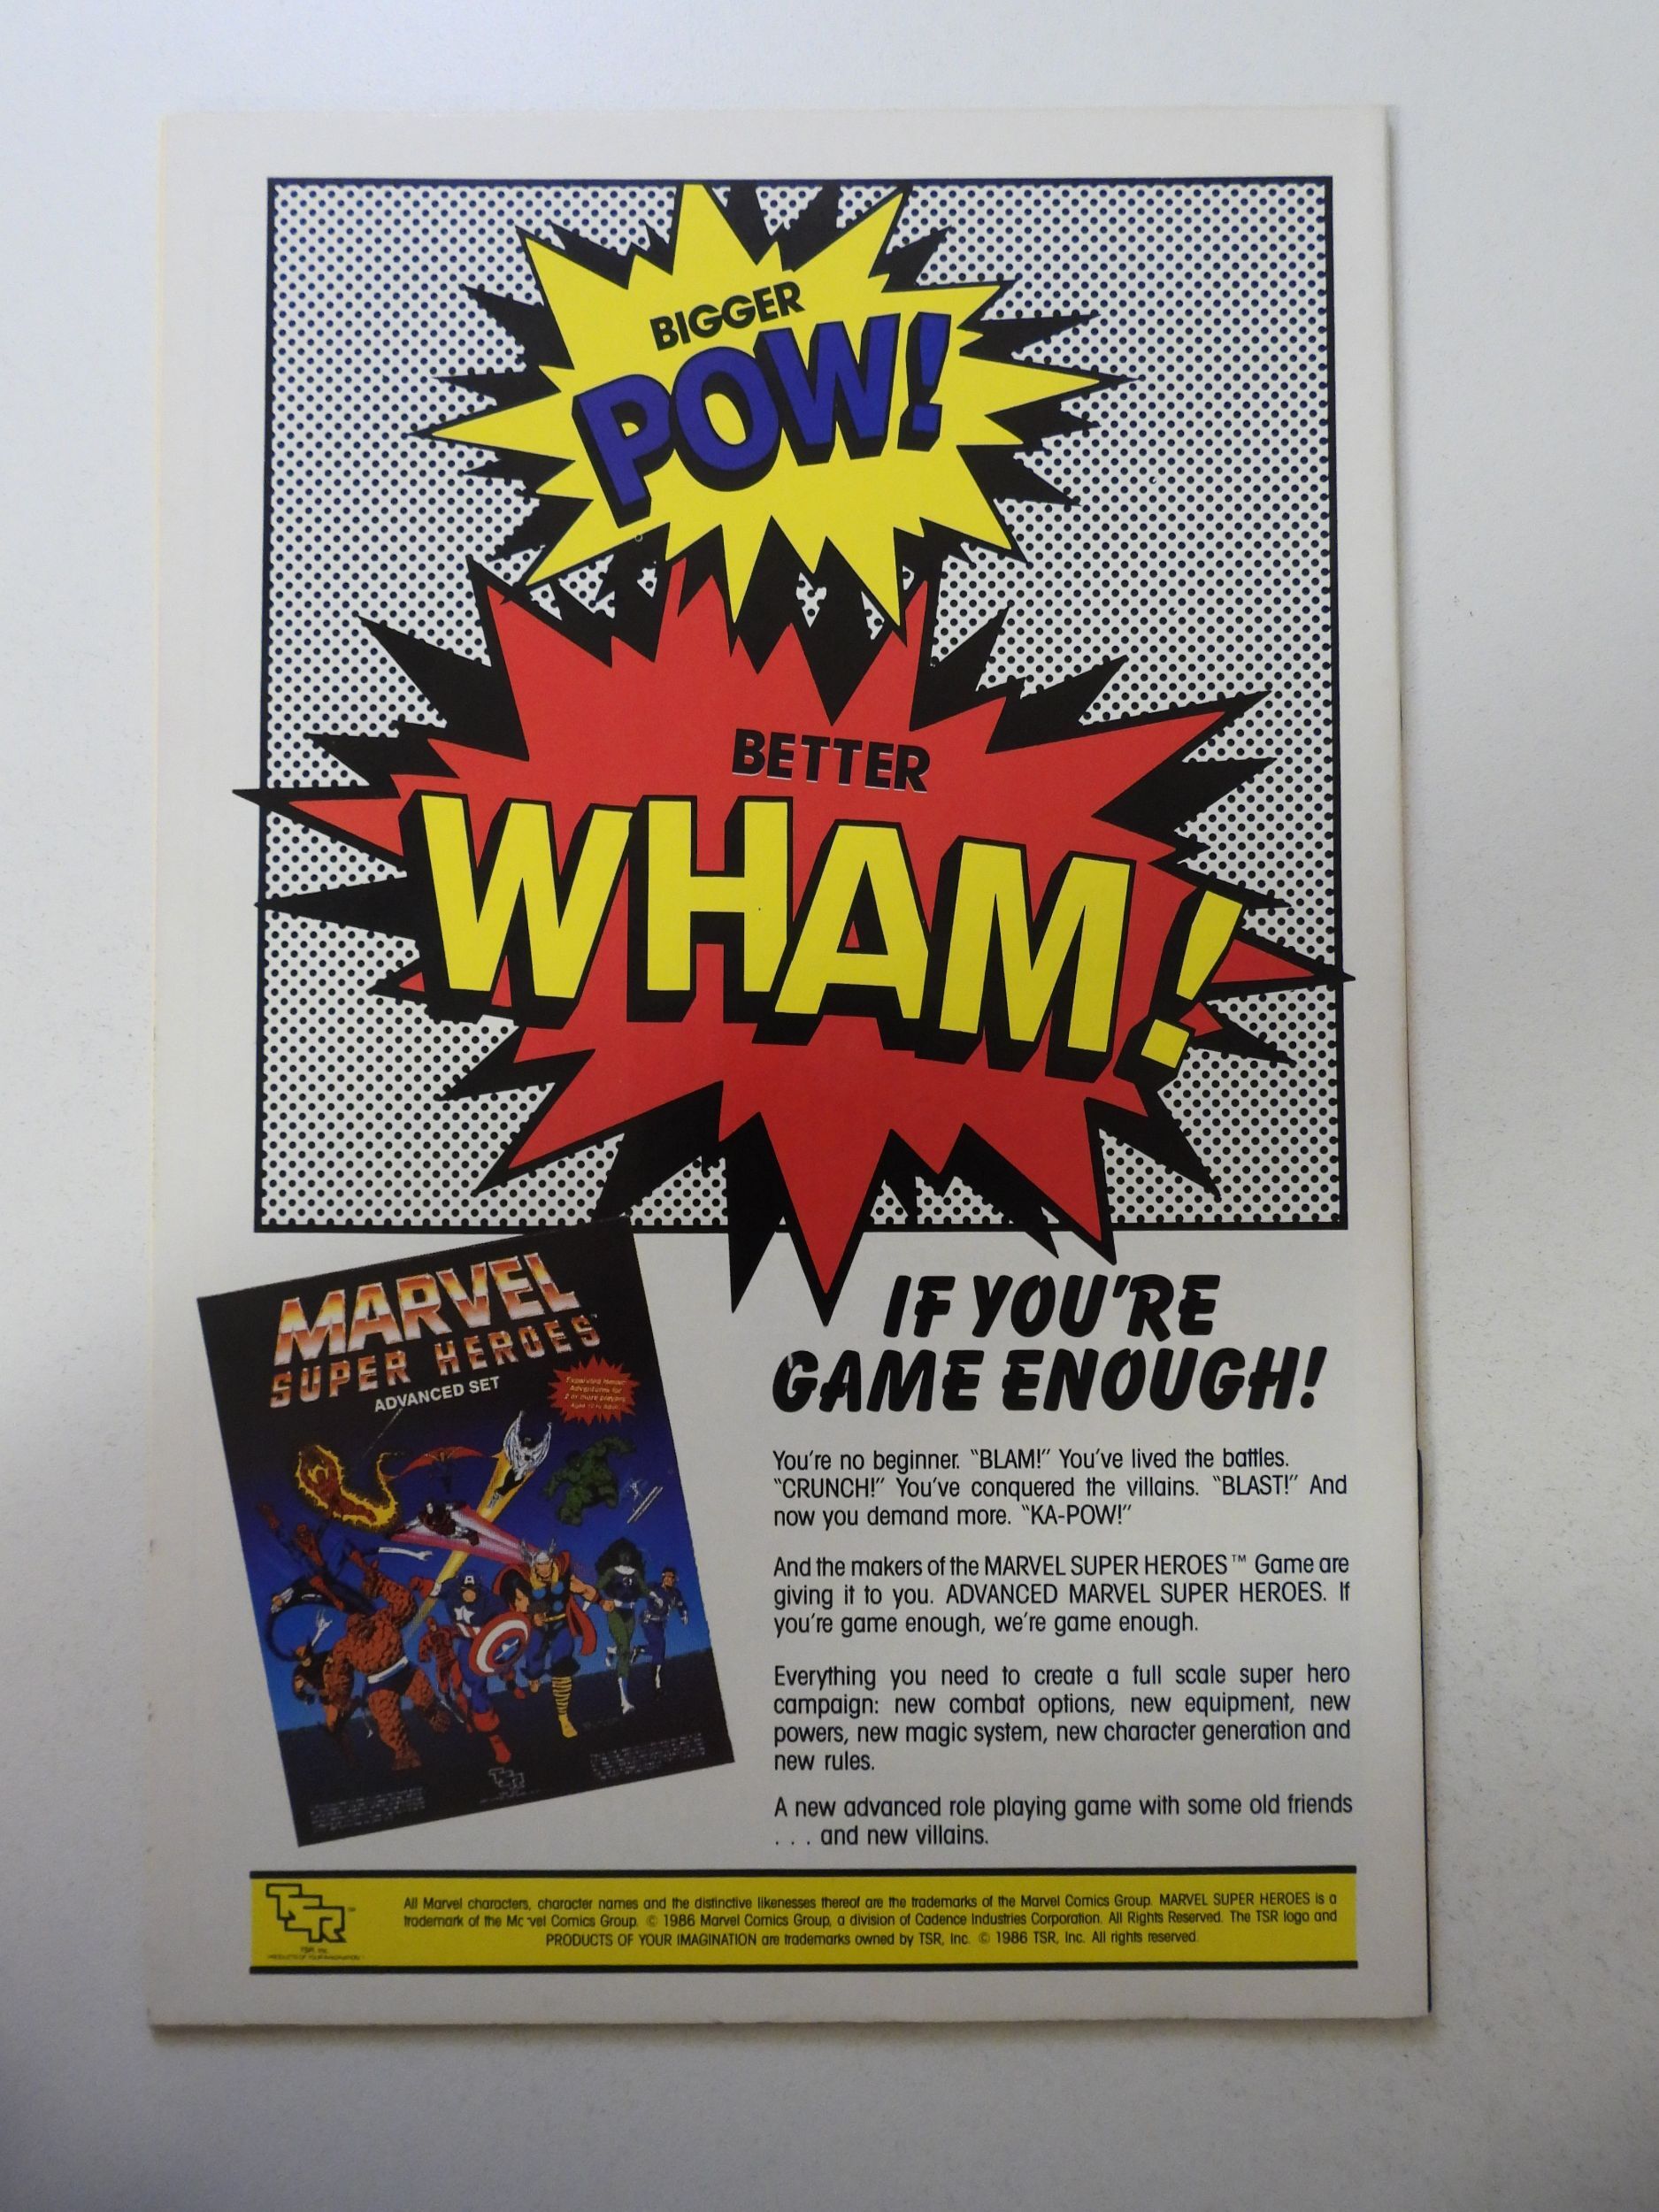 BIGGER
POW!
BETTER
WHAM!
MARVEL
SUPER HEROES
ADVANCED SET
IF YOU'RE
GAME ENOUGH!
You're no beginner. "BLAM!" You've lived the battles.
"CRUNCH!" You've conquered the villains. "BLAST!" And
now you demand more. "KA-POW!"
And the makers of the MARVEL SUPER HEROES™ Game are
giving it to you. ADVANCED MARVEL SUPER HEROES. If
you're game enough, we're game enough.
Everything you need to create a full scale super hero
campaign: new combat options, new equipment, new
powers, new magic system, new character generation and
new rules.
A new advanced role playing game with some old friends
. . . and new villains.
TSR™
TSR, Inc.
PRODUCTS OF YOUR IMAGINATION™
All Marvel characters, character names and the distinctive likenesses thereof are the trademarks of the Marvel Comics Group. MARVEL SUPER HEROES is a
trademark of the Marvel Comics Group. © 1986 Marvel Comics Group, a division of Cadence Industries Corporation. All Rights Reserved. The TSR logo and
PRODUCTS OF YOUR IMAGINATION are trademarks owned by TSR, Inc. © 1986 TSR, Inc. All rights reserved.